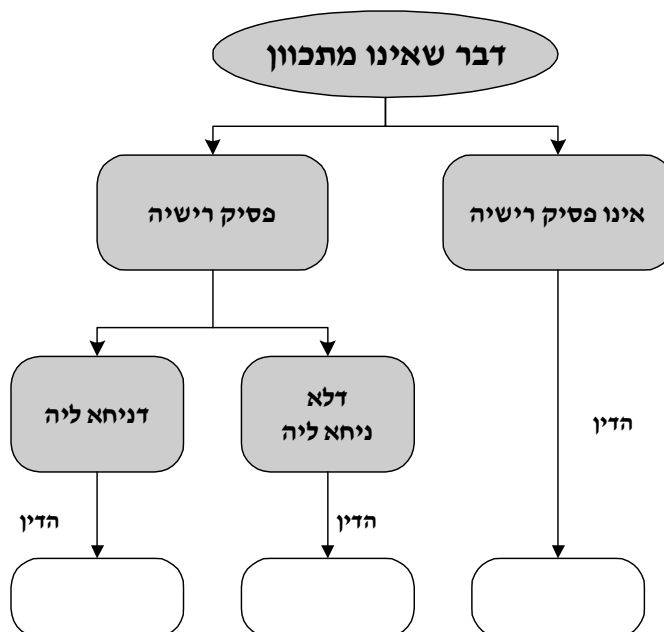 דבר שאינו מתכוון
אינו פסיק רישיה
פסיק רישיה
דלא
ניחא ליה
דניחא ליה
הדין
הדין
הדין